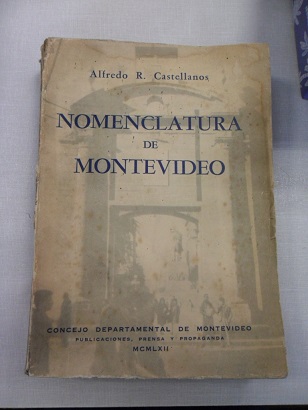 Alfredo R. Castellanos
NOMENCLATURA
DE
MONTEVIDEO
CONCEJO DEPARTAMENTAL DE MONTEVIDEO
PUBLICACIONES, PRENSA Y PROPAGANDA
MCMLXII